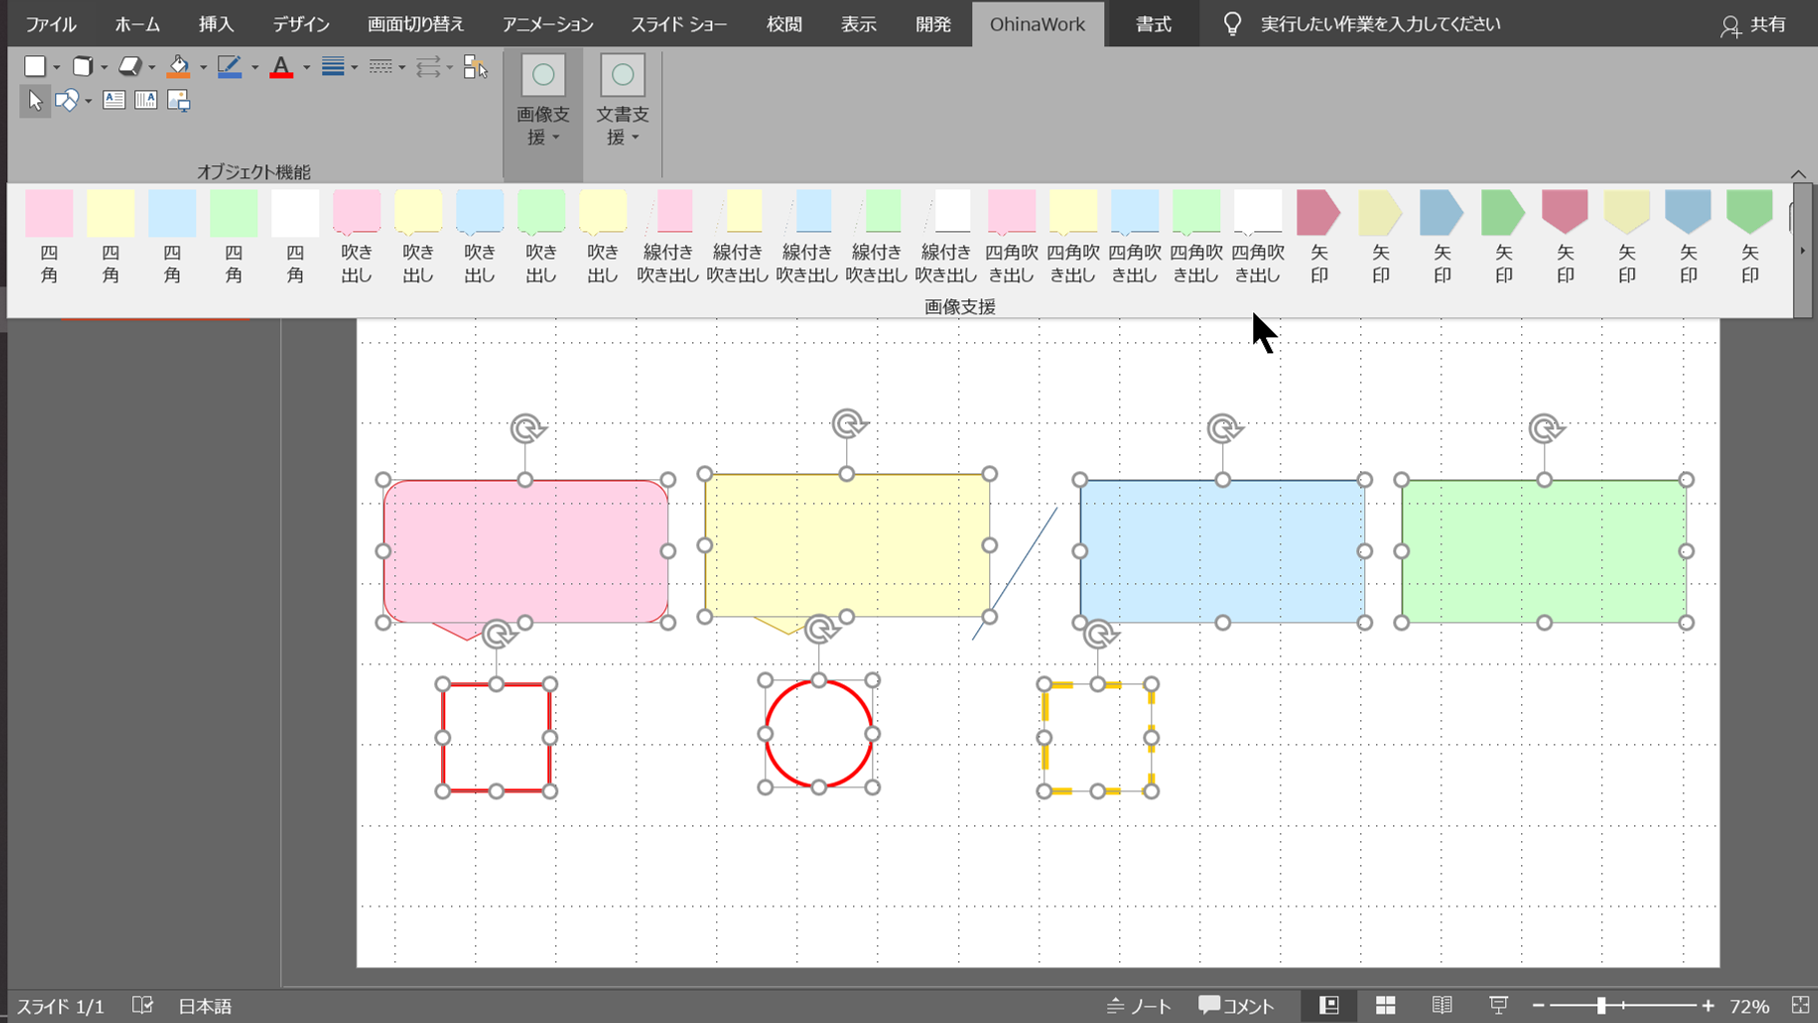 ファイル ホーム 挿入 デザイン 画面切り替え アニメーション スライド ショー 校閲 表示 開発 OhinaWork 書式 実行したい作業を入力してください 共有
画像支
援
文書支
援
オブジェクト機能
四
角
四
角
四
角
四
角
四
角
吹き
出し
吹き
出し
吹き
出し
吹き
出し
吹き
出し
線付き
吹き出し
線付き
吹き出し
線付き
吹き出し
線付き
吹き出し
線付き
吹き出し
四角吹
き出し
四角吹
き出し
四角吹
き出し
四角吹
き出し
四角吹
き出し
矢
印
矢
印
矢
印
矢
印
矢
印
矢
印
矢
印
矢
印
画像支援
スライド 1/1 日本語 ノート コメント 72%